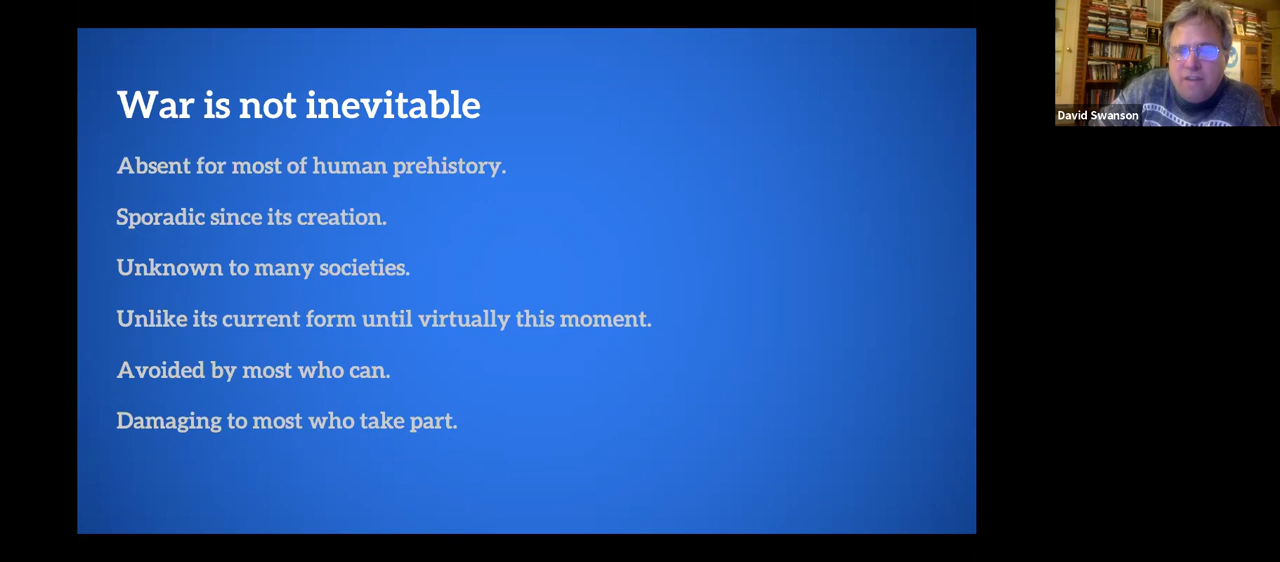 War is not inevitable
Absent for most of human prehistory.
Sporadic since its creation.
Unknown to many societies.
Unlike its current form until virtually this moment.
Avoided by most who can.
Damaging to most who take part.
David Swanson